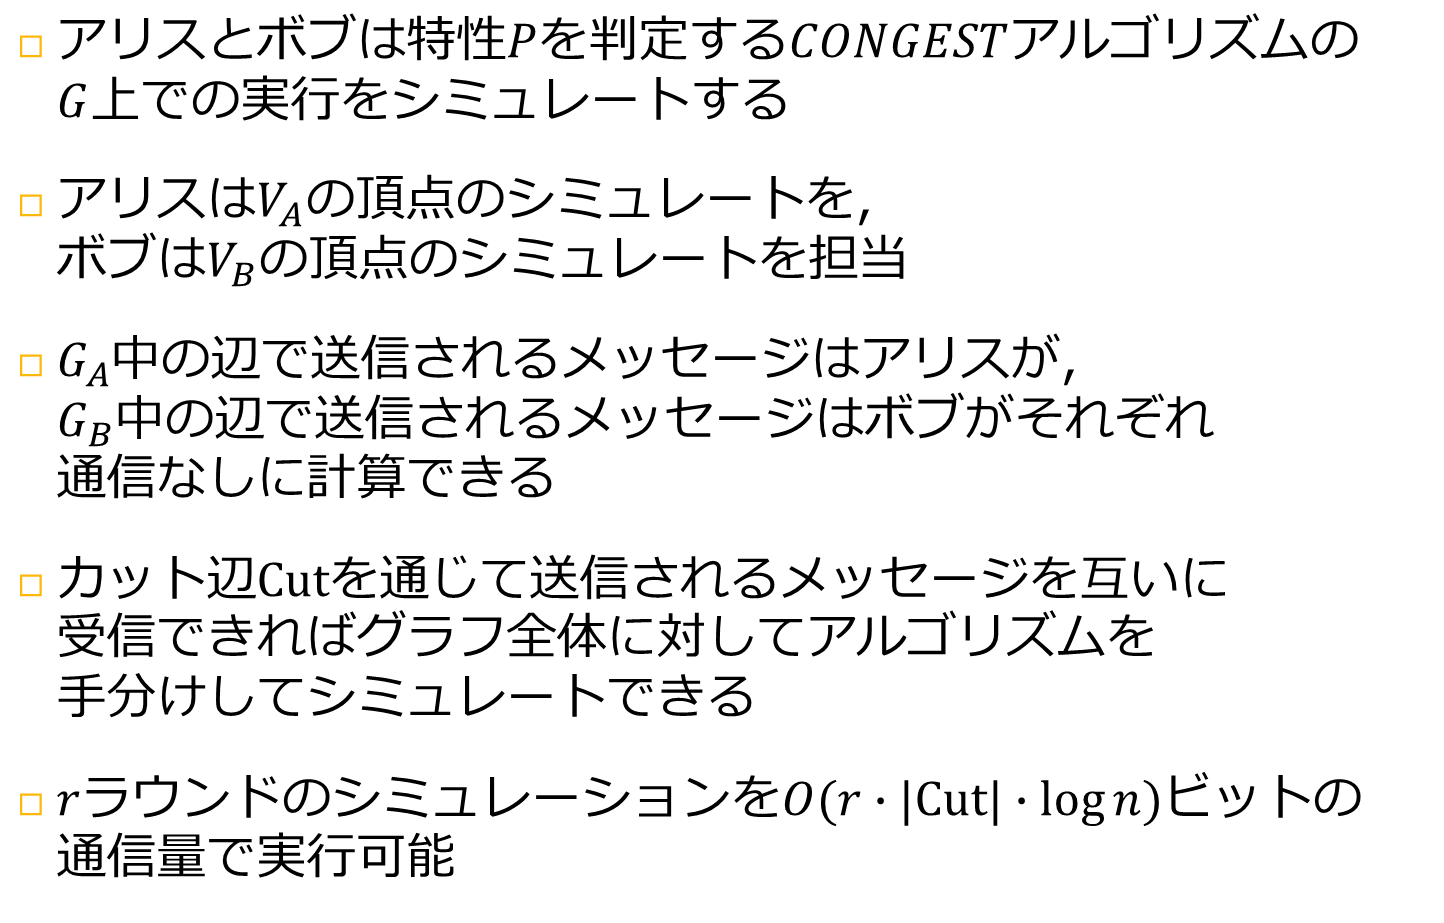 アリスとボブは特性Pを判定するCONGESTアルゴリズムの
G上での実行をシミュレートする
アリスはV_Aの頂点のシミュレートを,
ボブはV_Bの頂点のシミュレートを担当
G_A中の辺で送信されるメッセージはアリスが,
G_B中の辺で送信されるメッセージはボブがそれぞれ
通信なしに計算できる
カット辺Cutを通じて送信されるメッセージを互いに
受信できればグラフ全体に対してアルゴリズムを
手分けしてシミュレートできる
rラウンドのシミュレーションをO(r · |Cut| · log n)ビットの
通信量で実行可能